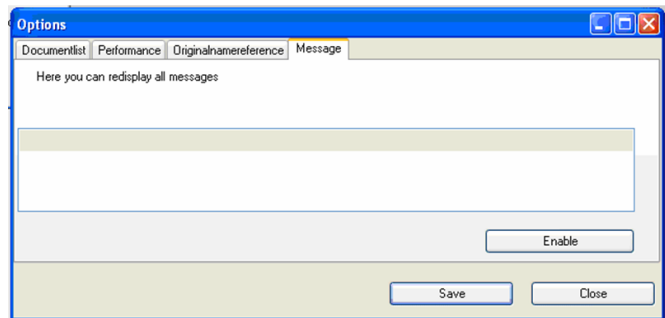 Options
Documentlist Performance Originalnamereference Message
Here you can redisplay all messages
Enable
Save Close